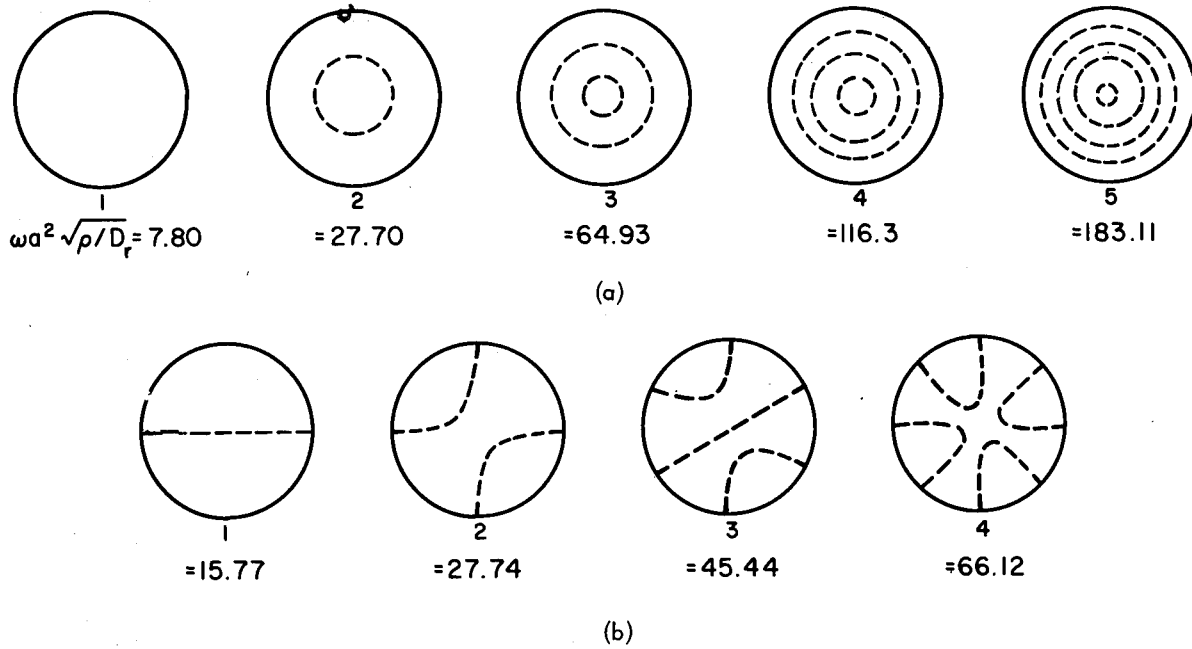 1 2 3 4 5
ωa² √ρ/D_r = 7.80 =27.70 =64.93 =116.3 =183.11
(a)
1 2 3 4
=15.77 =27.74 =45.44 =66.12
(b)